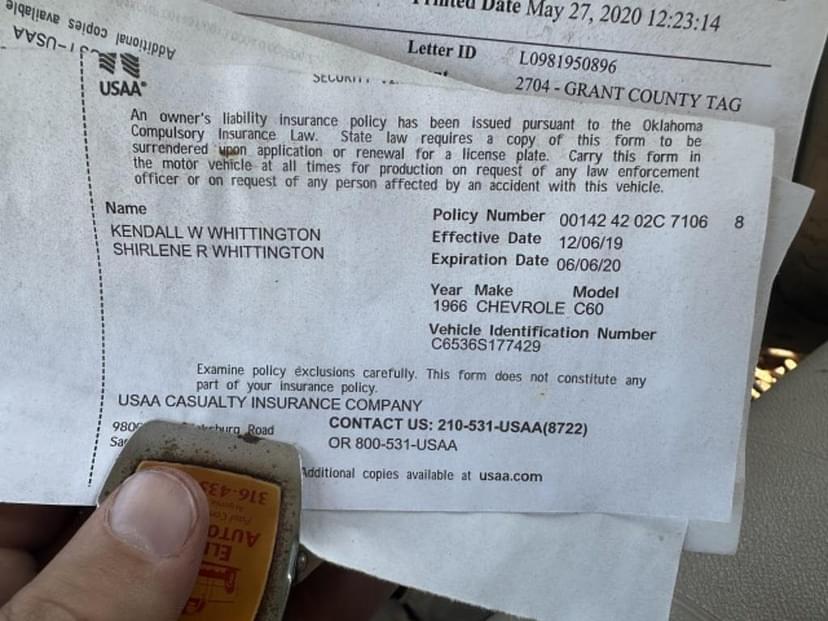 Printed Date May 27, 2020 12:23:14
Letter ID L0981950896
2704 - GRANT COUNTY TAG
Additional copies available
USAA
USAA®
An owner's liability insurance policy has been issued pursuant to the Oklahoma
Compulsory Insurance Law. State law requires a copy of this form to be
surrendered upon application or renewal for a license plate. Carry this form in
the motor vehicle at all times for production on request of any law enforcement
officer or on request of any person affected by an accident with this vehicle.
Name
KENDALL W WHITTINGTON
SHIRLENE R WHITTINGTON
Policy Number 00142 42 02C 7106 8
Effective Date 12/06/19
Expiration Date 06/06/20
Year Make Model
1966 CHEVROLE C60
Vehicle Identification Number
C6536S177429
Examine policy exclusions carefully. This form does not constitute any
part of your insurance policy.
USAA CASUALTY INSURANCE COMPANY
Road
CONTACT US: 210-531-USAA(8722)
OR 800-531-USAA
Additional copies available at usaa.com
316-43
AUTO